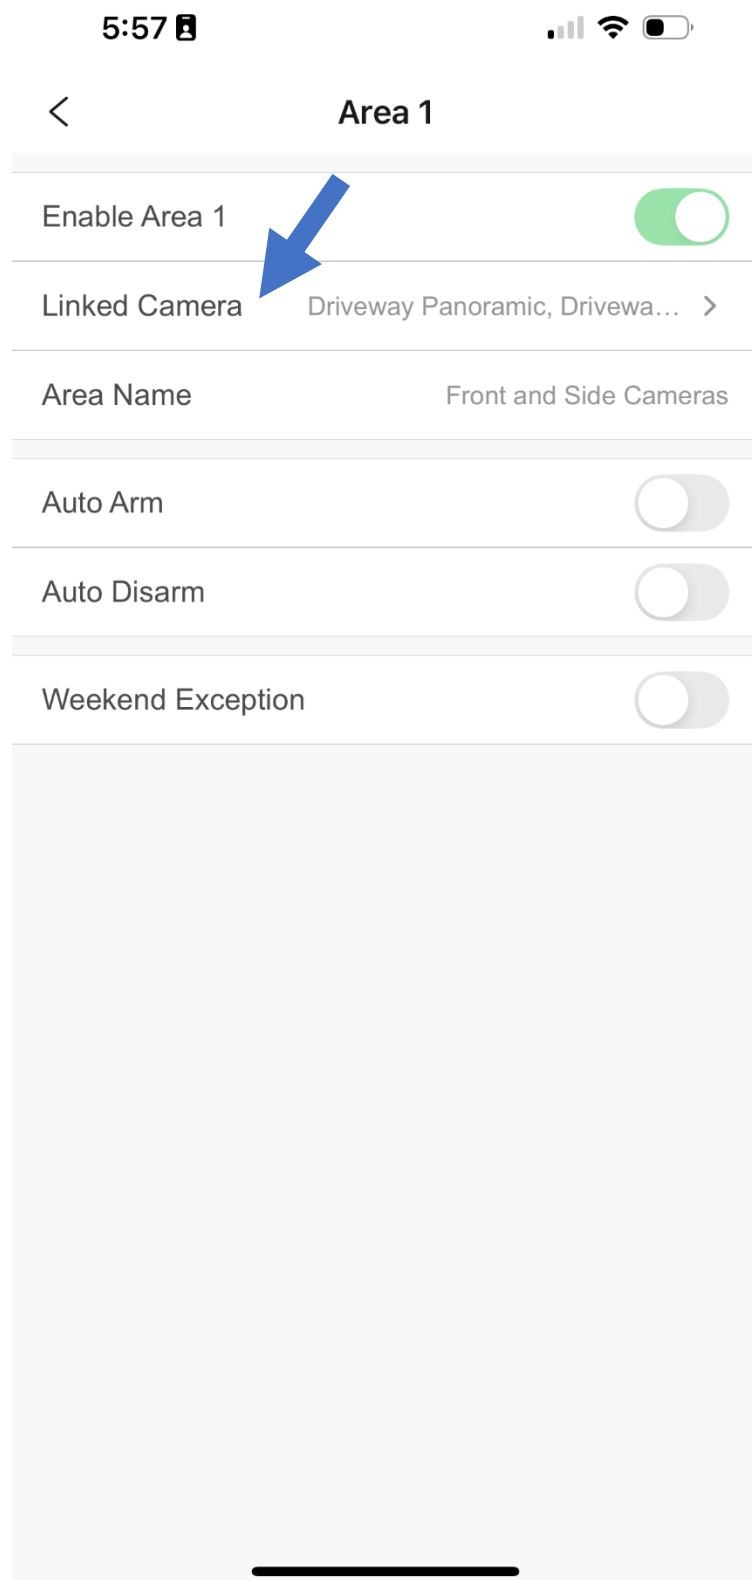 5:57
Area 1
Enable Area 1
Linked Camera Driveway Panoramic, Drivewa...
Area Name Front and Side Cameras
Auto Arm
Auto Disarm
Weekend Exception